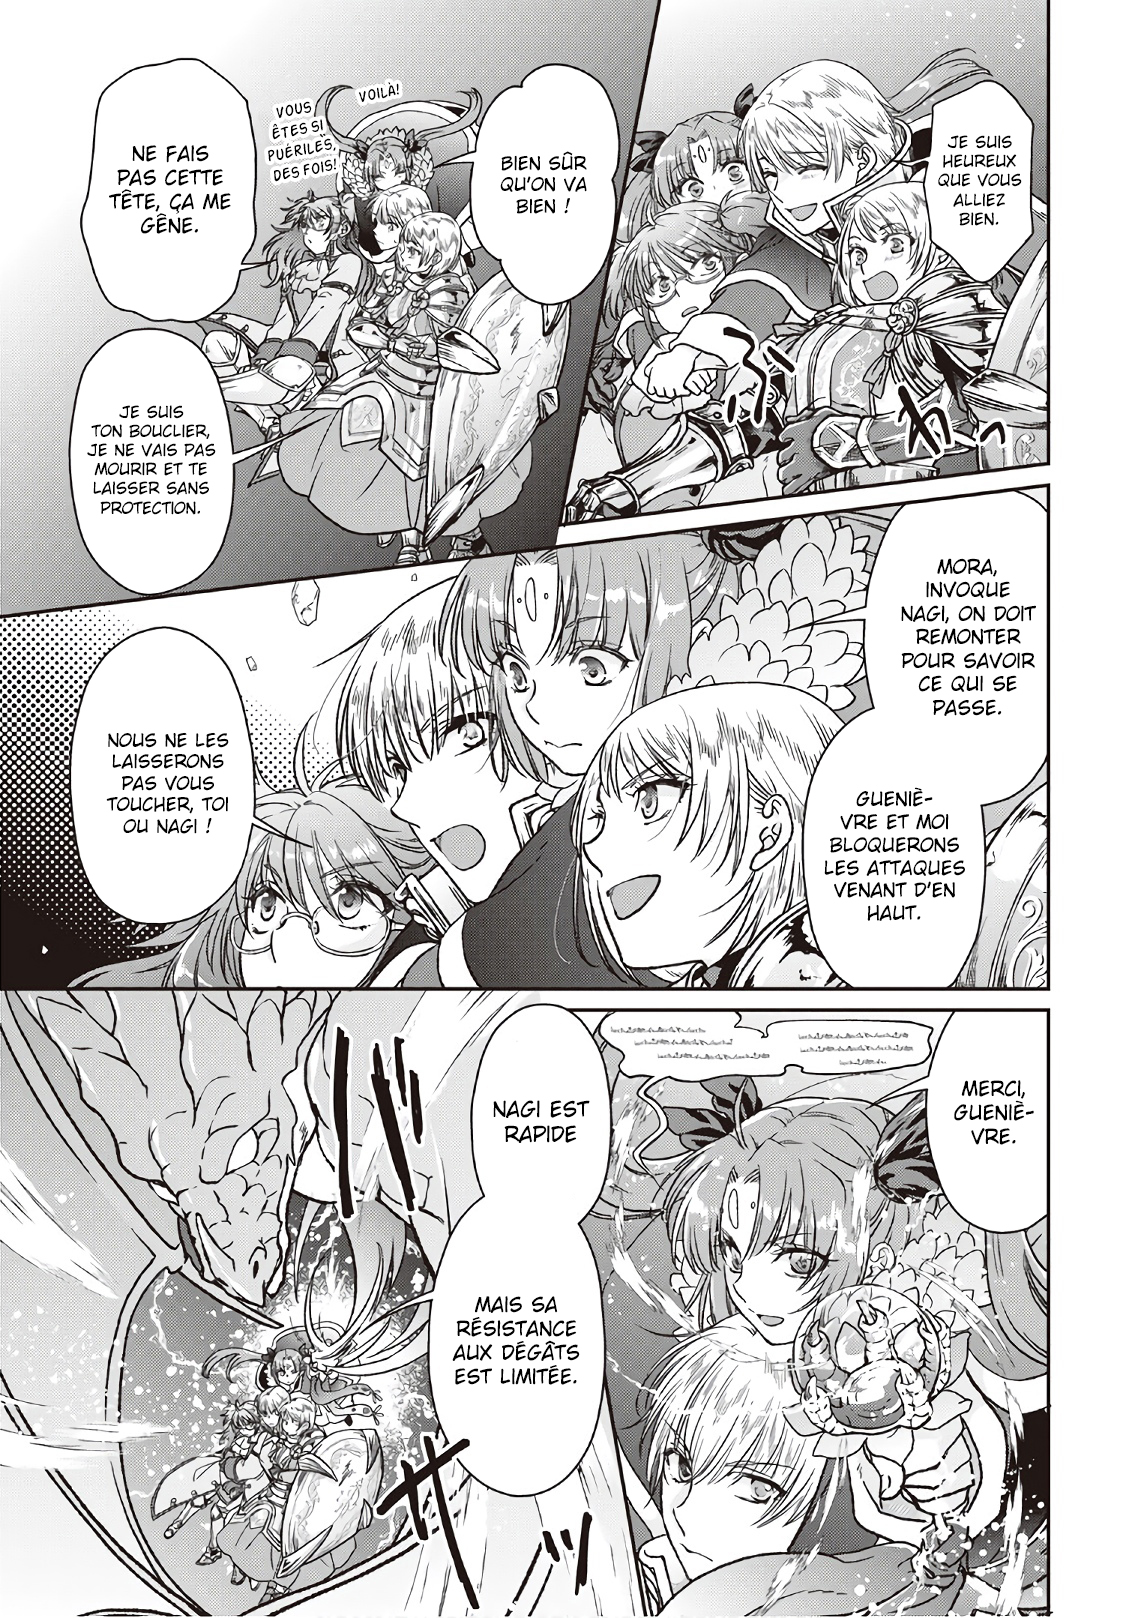 JE SUIS
HEUREUX
QUE VOUS
ALLIEZ
BIEN.
BIEN SÛR
QU'ON VA
BIEN !
VOILÀ!
VOUS
ÊTES SI
PUÉRILES,
DES FOIS!
NE FAIS
PAS CETTE
TÊTE, ÇA ME
GÊNE.
JE SUIS
TON BOUCLIER,
JE NE VAIS PAS
MOURIR ET TE
LAISSER SANS
PROTECTION.
MORA,
INVOQUE
NAGI, ON DOIT
REMONTER
POUR SAVOIR
CE QUI SE
PASSE.
GUENIÈ-
VRE ET MOI
BLOQUERONS
LES ATTAQUES
VENANT D'EN
HAUT.
NOUS NE LES
LAISSERONS
PAS VOUS
TOUCHER, TOI
OU NAGI !
MERCI,
GUENIÈ-
VRE.
NAGI EST
RAPIDE
MAIS SA
RÉSISTANCE
AUX DÉGÂTS
EST LIMITÉE.